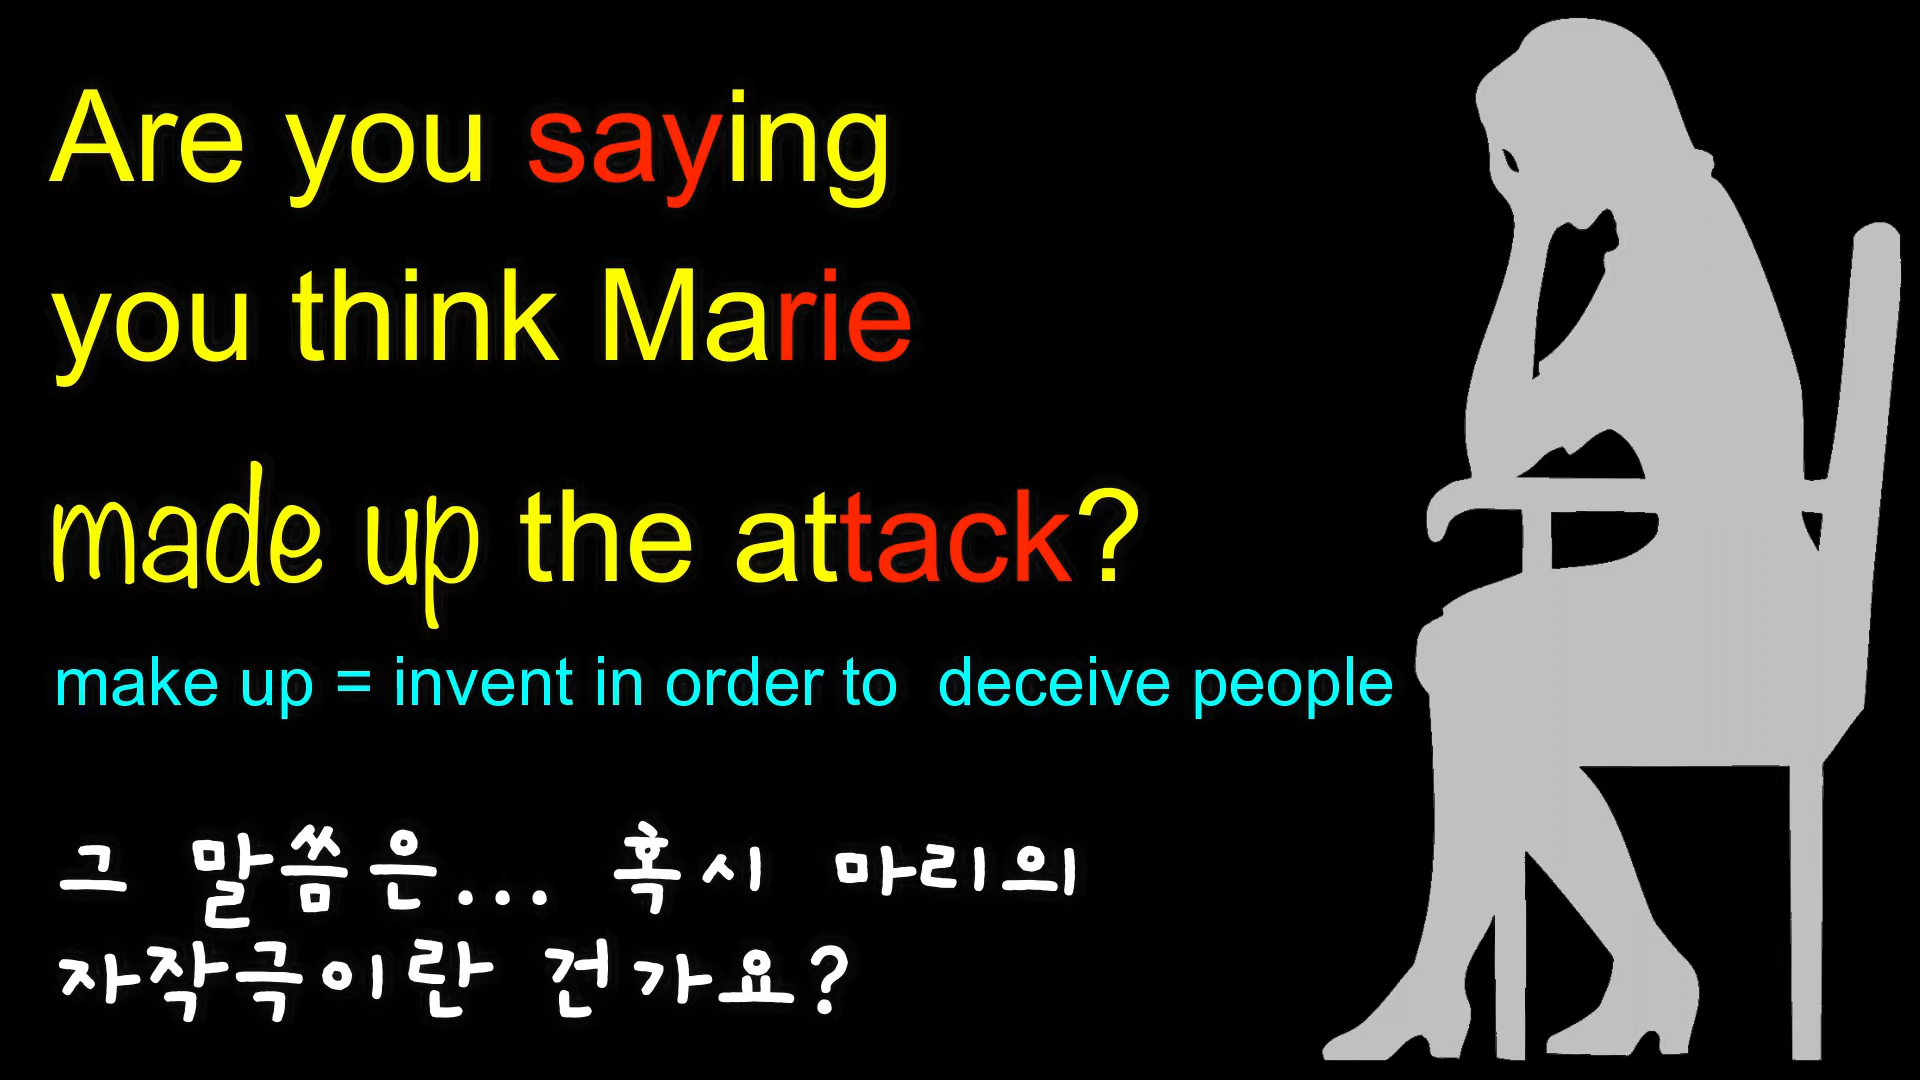 Are you saying
you think Marie
made up the attack?
make up = invent in order to  deceive people
그 말씀은... 혹시 마리의
자작극이란 건가요?